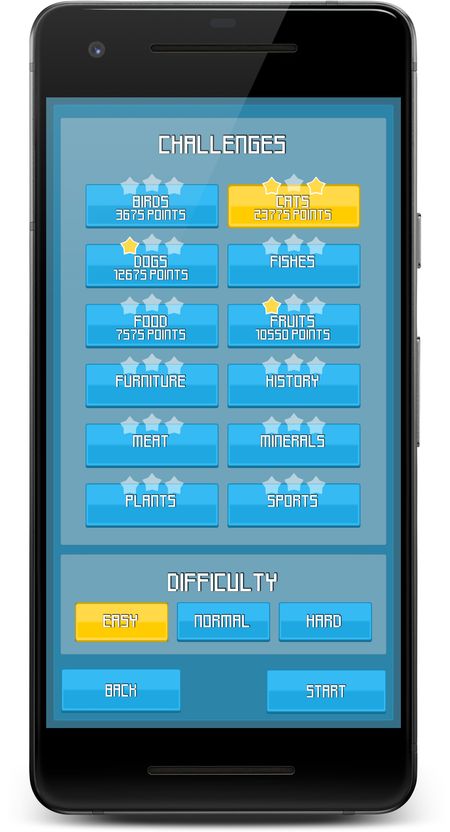 CHALLENGES
BIRDS
3675 POINTS
CATS
23775 POINTS
DOGS
12675 POINTS
FISHES
FOOD
7575 POINTS
FRUITS
10550 POINTS
FURNITURE
HISTORY
MEAT
MINERALS
PLANTS
SPORTS
DIFFICULTY
EASY
NORMAL
HARD
BACK
START